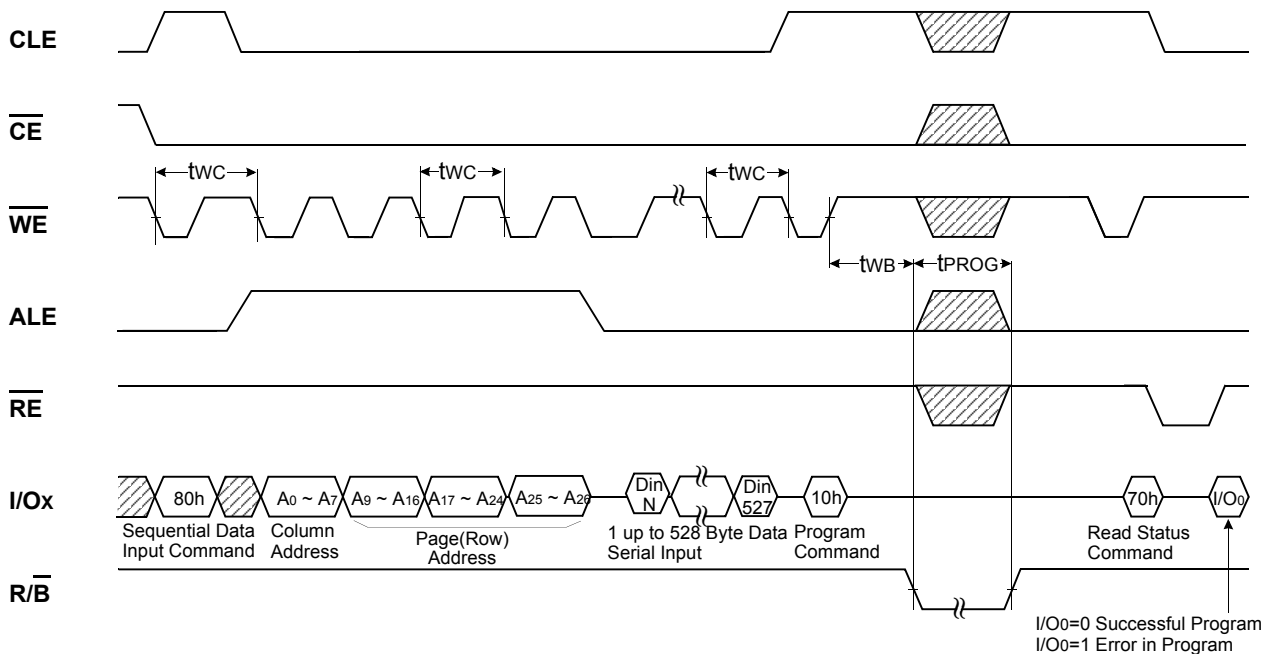 CLE
CE
tWC tWC tWC
WE
tWB tPROG
ALE
RE
I/Ox 80h A0 ~ A7 A9 ~ A16 A17 ~ A24 A25 ~ A26 Din N Din 527 10h 70h I/O0
Sequential Data Input Command
Column Address
Page(Row) Address
1 up to 528 Byte Data Serial Input
Program Command
Read Status Command
R/B
I/O0=0 Successful Program
I/O0=1 Error in Program